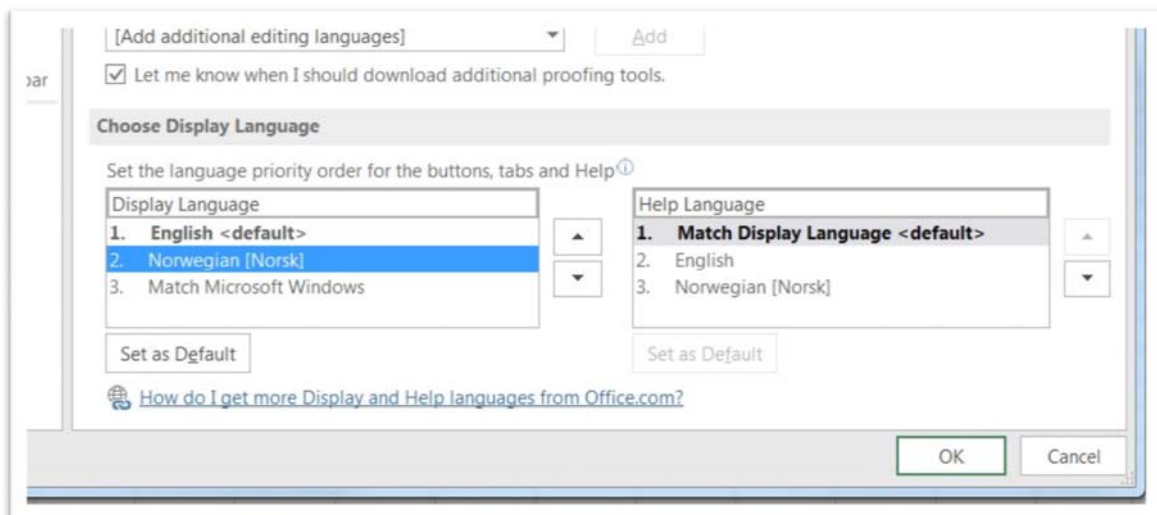 [Add additional editing languages]
Add
bar
Let me know when I should download additional proofing tools.
Choose Display Language
Set the language priority order for the buttons, tabs and Help
Display Language
1. English <default>
2. Norwegian [Norsk]
3. Match Microsoft Windows
Set as Default
Help Language
1. Match Display Language <default>
2. English
3. Norwegian [Norsk]
Set as Default
How do I get more Display and Help languages from Office.com?
OK
Cancel